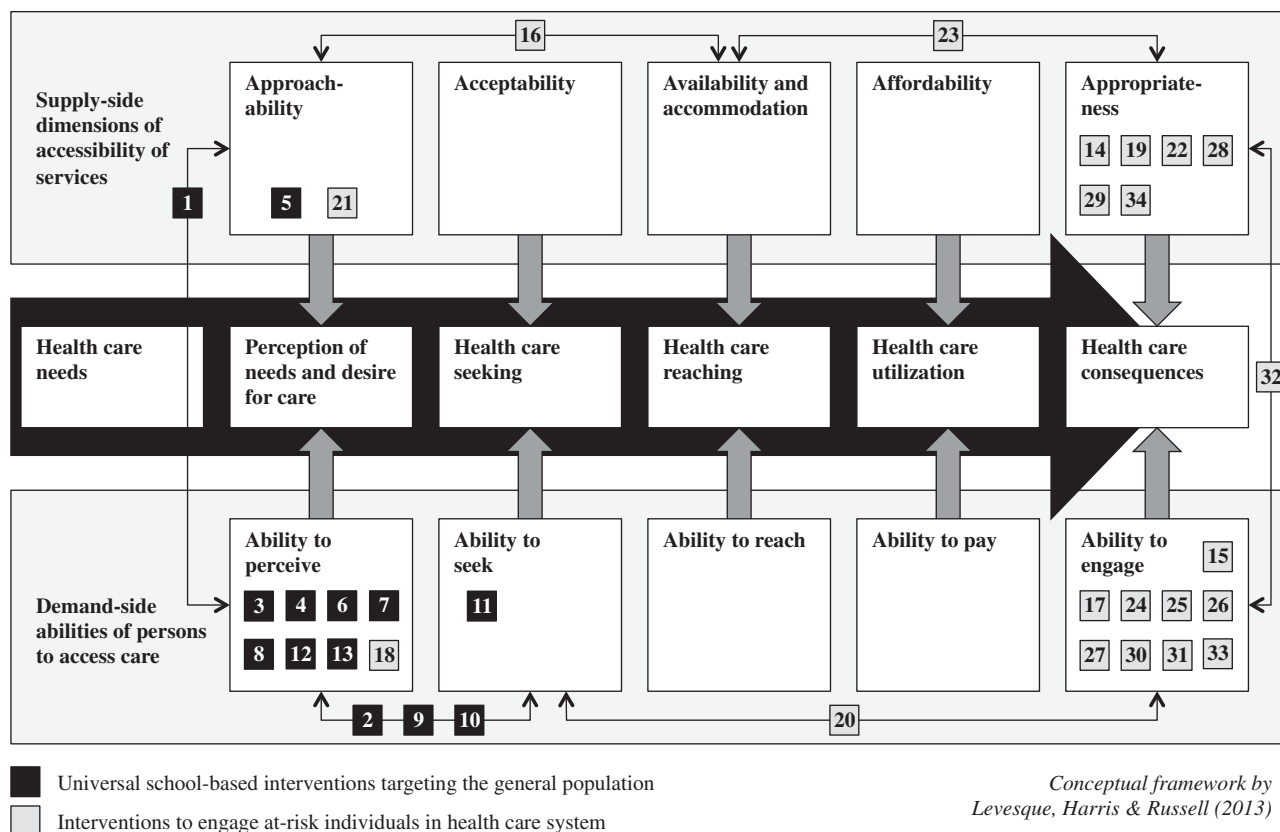 16
23
Supply-side
dimensions of
accessibility of
services
Approach-
ability
Acceptability
Availability and
accommodation
Affordability
Appropriate-
ness
14 19 22 28
29 34
1
5 21
Health care
needs
Perception of
needs and desire
for care
Health care
seeking
Health care
reaching
Health care
utilization
Health care
consequences
32
Demand-side
abilities of persons
to access care
Ability to
perceive
3 4 6 7
8 12 13 18
Ability to
seek
11
Ability to reach
Ability to pay
Ability to
engage
15
17 24 25 26
27 30 31 33
2 9 10
20
Universal school-based interventions targeting the general population
Interventions to engage at-risk individuals in health care system
Conceptual framework by
Levesque, Harris & Russell (2013)